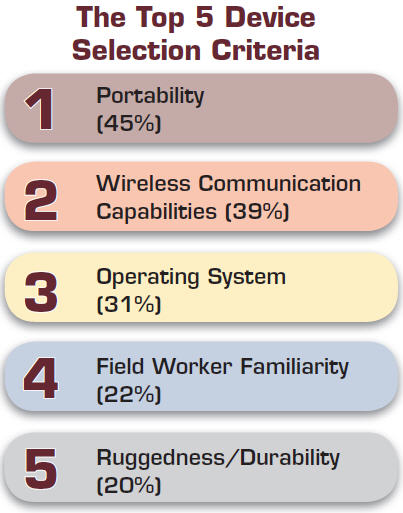 The Top 5 Device
Selection Criteria
1
Portability
(45%)
2
Wireless Communication
Capabilities (39%)
3
Operating System
(31%)
4
Field Worker Familiarity
(22%)
5
Ruggedness/Durability
(20%)